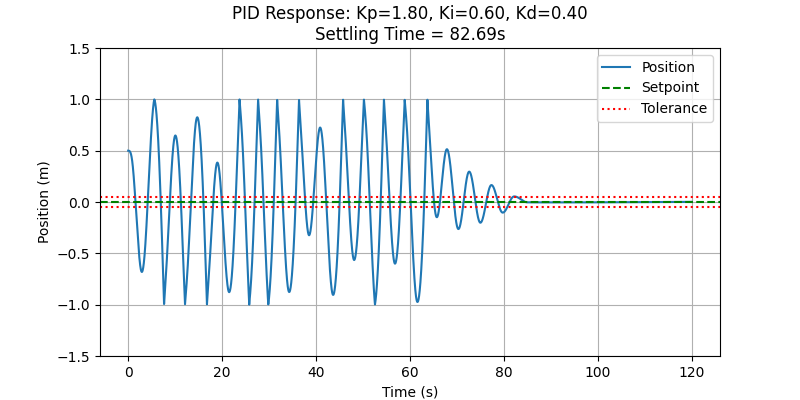 PID Response: Kp=1.80, Ki=0.60, Kd=0.40
Settling Time = 82.69s
Position
Setpoint
Tolerance
1.5
1.0
0.5
0.0
−0.5
−1.0
−1.5
Position (m)
0 20 40 60 80 100 120
Time (s)